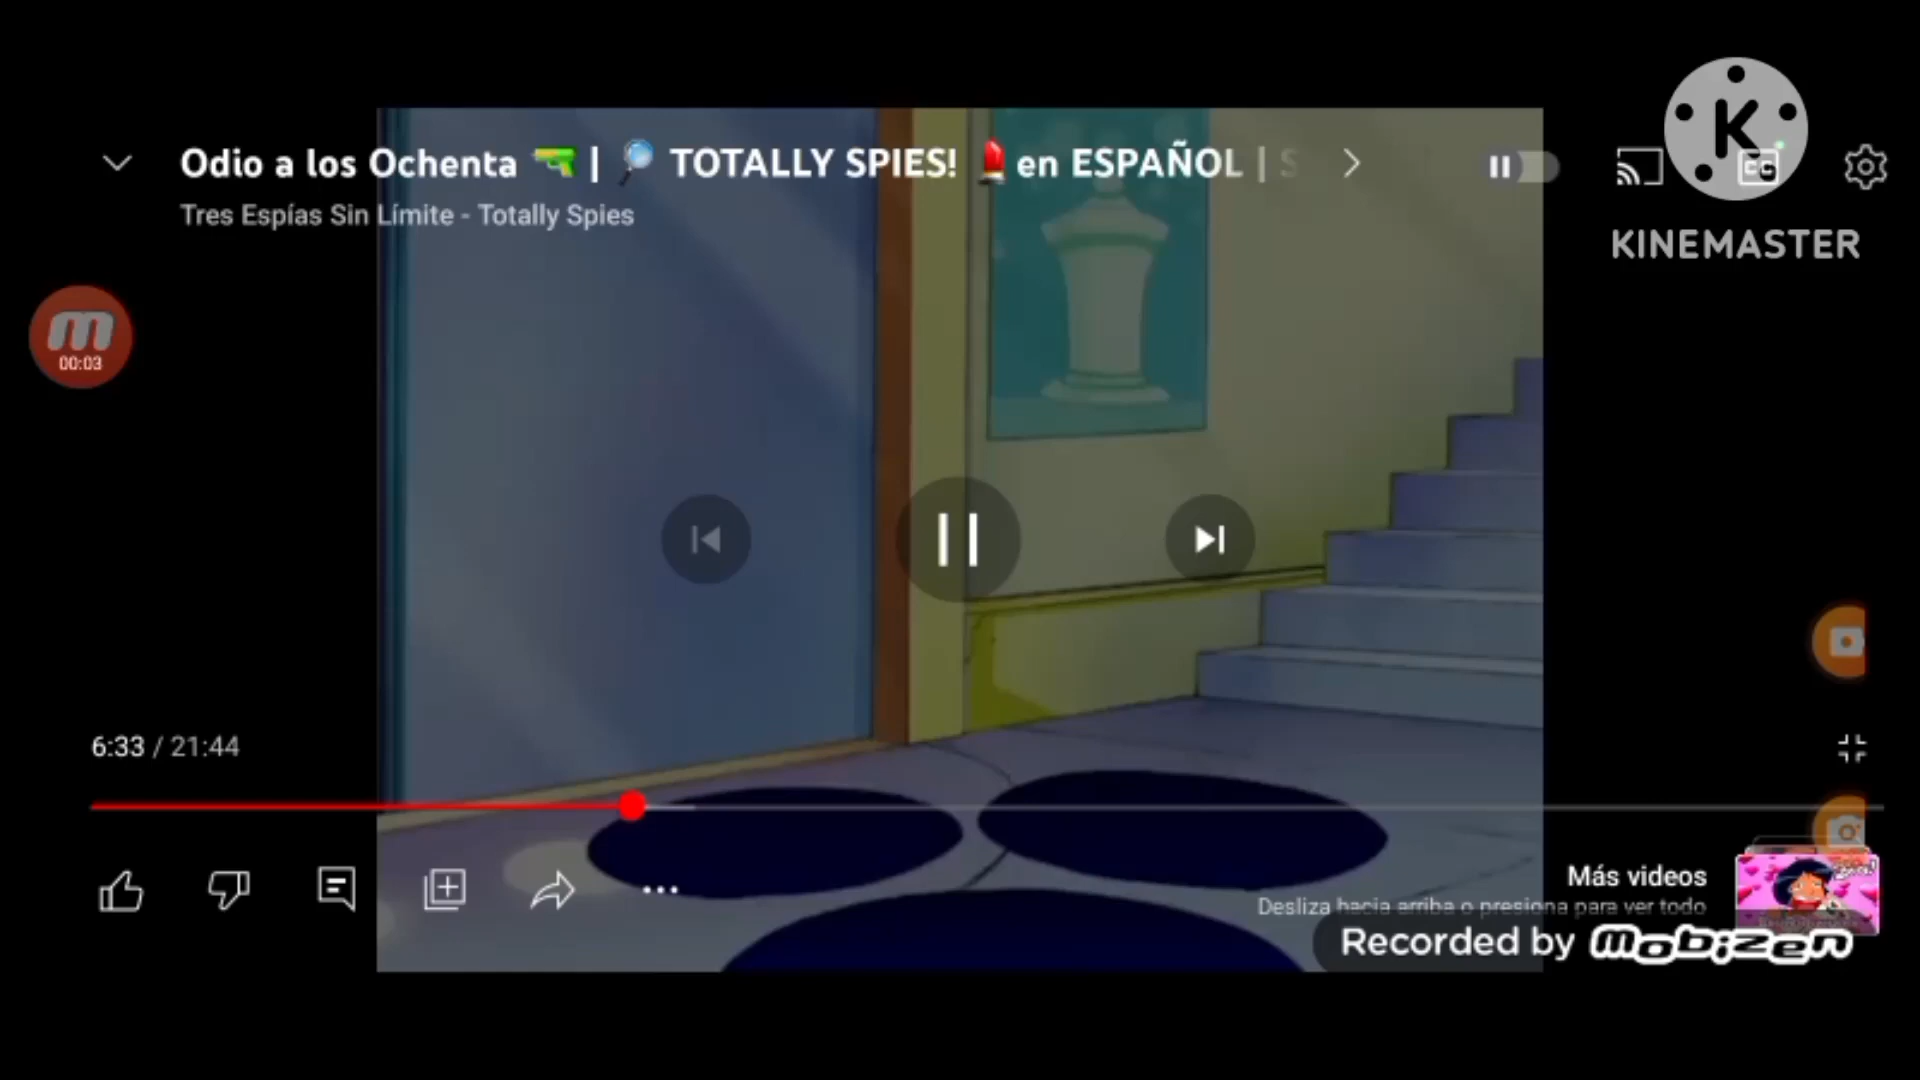 Odio a los Ochenta | TOTALLY SPIES! en ESPAÑOL | S
Tres Espías Sin Límite - Totally Spies
K
CC
KINEMASTER
m
00:03
6:33 / 21:44
Más videos
Desliza hacia arriba o presiona para ver todo
Recorded by mobizen